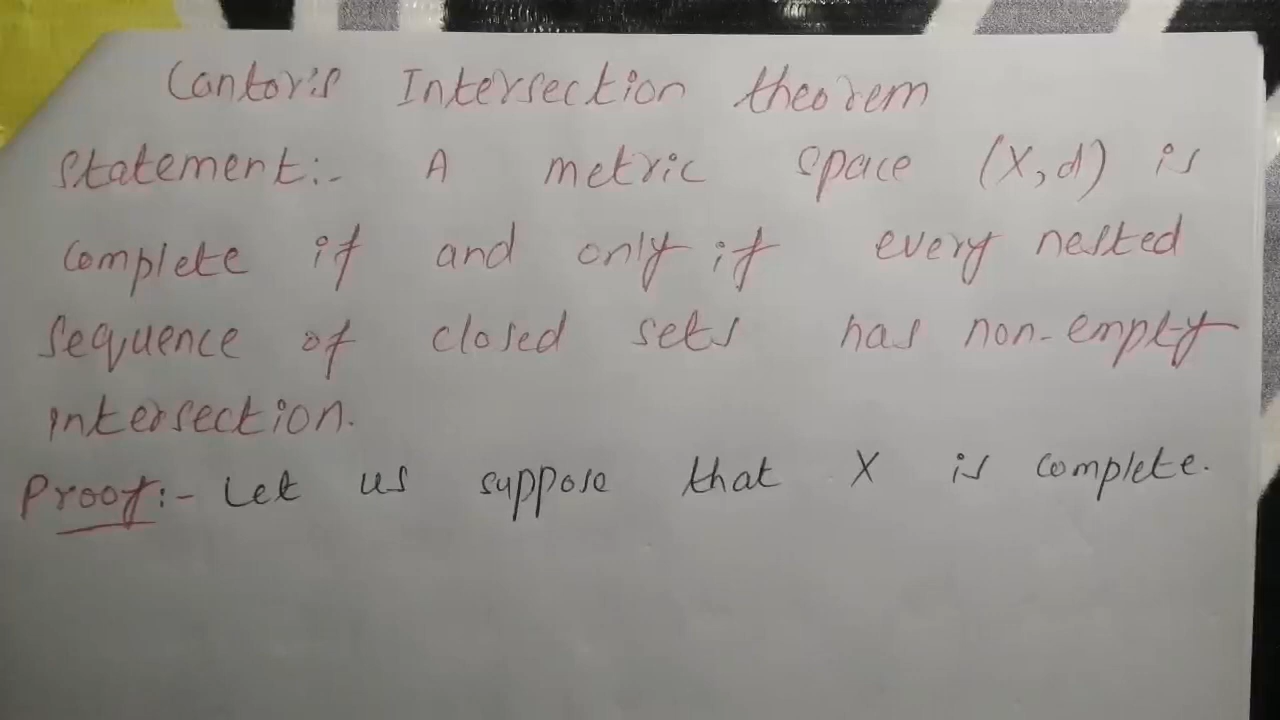 Cantor's Intersection theorem
Statement:- A metric space (X,d) is
complete if and only if every nested
sequence of closed sets has non-empty
intersection.
Proof:- Let us suppose that X is complete.